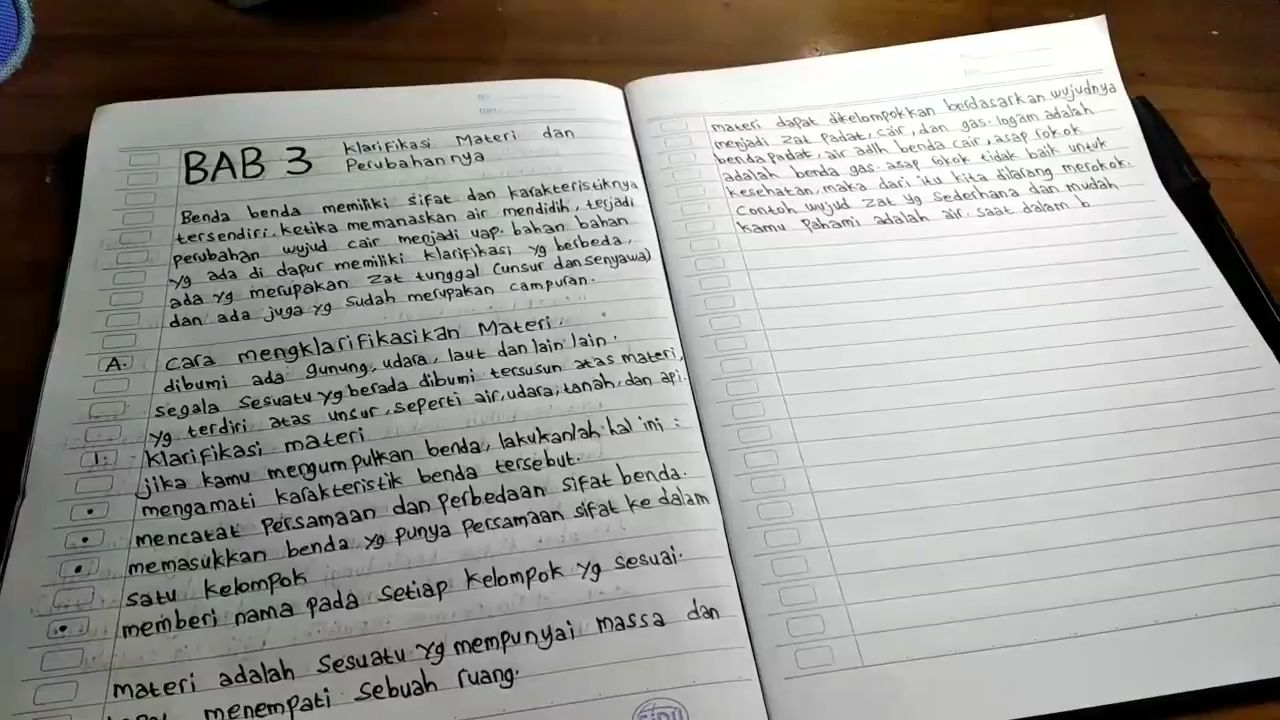 BAB 3
Klarifikasi Materi dan
Perubahannya
Benda benda memiliki sifat dan karakteristiknya
tersendiri. ketika memanaskan air mendidih, terjadi
perubahan wujud cair menjadi uap. bahan bahan
yg ada di dapur memiliki klarifikasi yg berbeda,
ada yg merupakan zat tunggal (unsur dan senyawa)
dan ada juga yg sudah merupakan campuran.
A. cara mengklarifikasikan Materi.
dibumi ada gunung, udara, laut dan lain lain.
segala sesuatu yg berada dibumi tersusun atas materi,
yg terdiri atas unsur, seperti air, udara, tanah, dan api.
1. klarifikasi materi
jika kamu mengumpulkan benda, lakukanlah hal ini :
• mengamati karakteristik benda tersebut.
• mencatat persamaan dan perbedaan sifat benda.
• memasukkan benda yg punya persamaan sifat ke dalam
satu kelompok
• memberi nama pada setiap kelompok yg sesuai.
materi adalah sesuatu yg mempunyai massa dan
menempati sebuah ruang.
SIDU
materi dapat dikelompokkan berdasarkan wujudnya
menjadi zat padat, cair, dan gas. logam adalah
benda padat, air adlh benda cair, asap rokok
adalah benda gas. asap rokok tidak baik untuk
kesehatan, maka dari itu kita dilarang merokok.
contoh wujud zat yg sederhana dan mudah
kamu pahami adalah air. saat dalam b